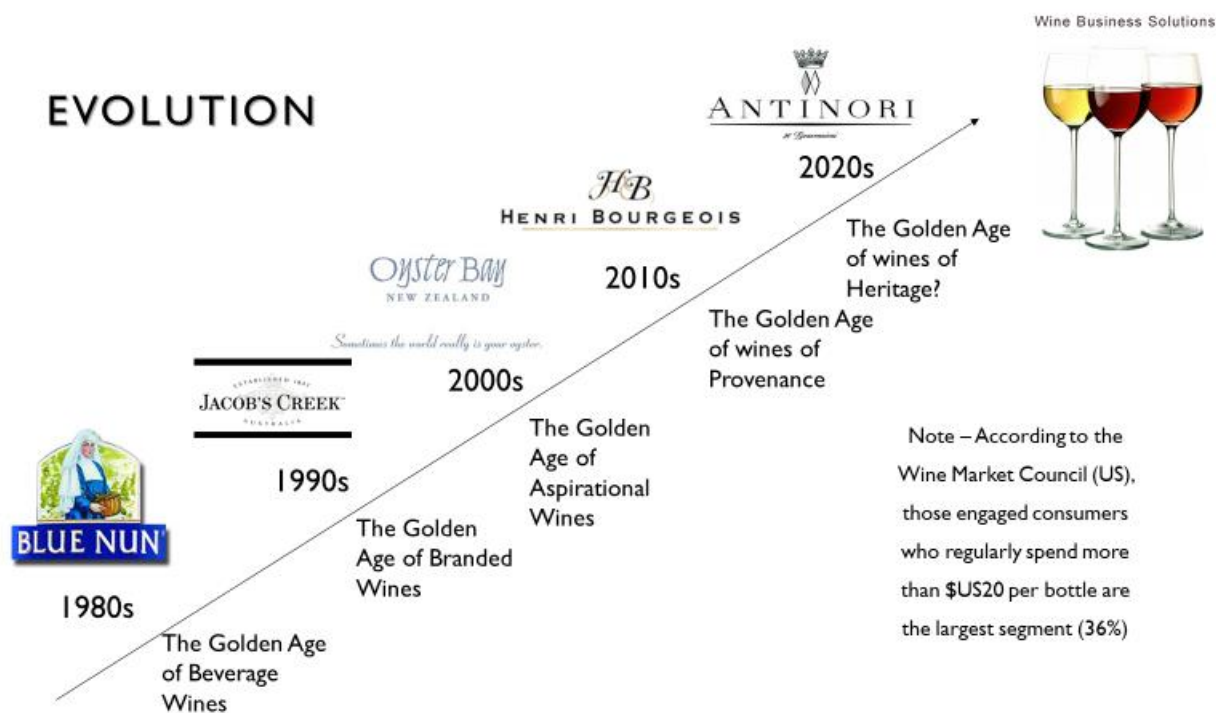 Wine Business Solutions
EVOLUTION
ANTINORI
2020s
H&B
HENRI BOURGEOIS
2010s
The Golden Age
of wines of
Heritage?
OYSTER BAY
NEW ZEALAND
Sometimes the world really is your oyster.
2000s
The Golden Age
of wines of
Provenance
JACOB'S CREEK
AUSTRALIA
1990s
The Golden
Age of
Aspirational
Wines
BLUE NUN
1980s
The Golden
Age of Branded
Wines
The Golden Age
of Beverage
Wines
Note – According to the
Wine Market Council (US),
those engaged consumers
who regularly spend more
than $US20 per bottle are
the largest segment (36%)